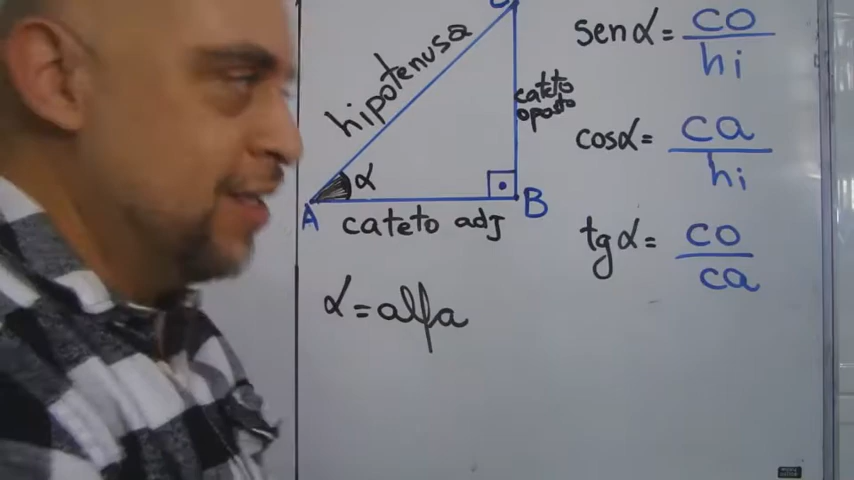 C
hipotenusa
cateto
oposto
α
A
B
cateto adj
α = alfa
sen α = co
hi
cos α = ca
hi
tg α = co
ca